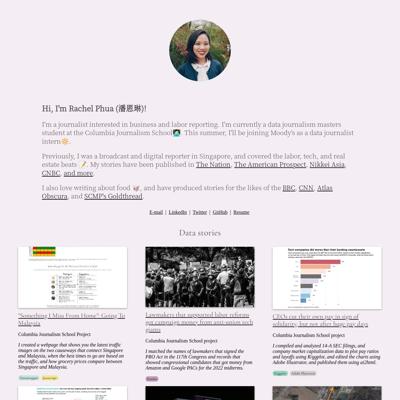 Hi, I'm Rachel Phua (潘恩琳)!
I'm a journalist interested in business and labor reporting. I'm currently a data journalism masters
student at the Columbia Journalism School👩🏻‍💻 This summer, I'll be joining Moody's as a data journalist
intern🔆.
Previously, I was a broadcast and digital reporter in Singapore, and covered the labor, tech, and real
estate beats 📝. My stories have been published in The Nation, The American Prospect, Nikkei Asia,
CNBC, and more.
I also love writing about food 🥡, and have produced stories for the likes of the BBC, CNN, Atlas
Obscura, and SCMP's Goldthread.
E-mail | LinkedIn | Twitter | GitHub | Resume
Data stories
"Something I Miss From Home": Going To
Malaysia
Columbia Journalism School Project
I created a webpage that shows you the latest traffic
images on the two causeways that connect Singapore
and Malaysia, when the best times to go are based on
the traffic, and how grocery prices compare between
Singapore and Malaysia.
Lawmakers that supported labor reforms
got campaign money from anti-union tech
giants
Columbia Journalism School Project
I matched the names of lawmakers that signed the
PRO Act in the 117th Congress and records that
showed congressional candidates that got money from
Amazon and Google PACs for the 2022 midterms.
CEOs cut their own pay in sign of
solidarity, but not after huge pay days
Columbia Journalism School project
I compiled and analyzed 14-A SEC filings, and
company market capitalization data to plot pay ratios
and layoffs using R/ggplot, and edited the charts using
Adobe Illustrator, and published them using ai2html.